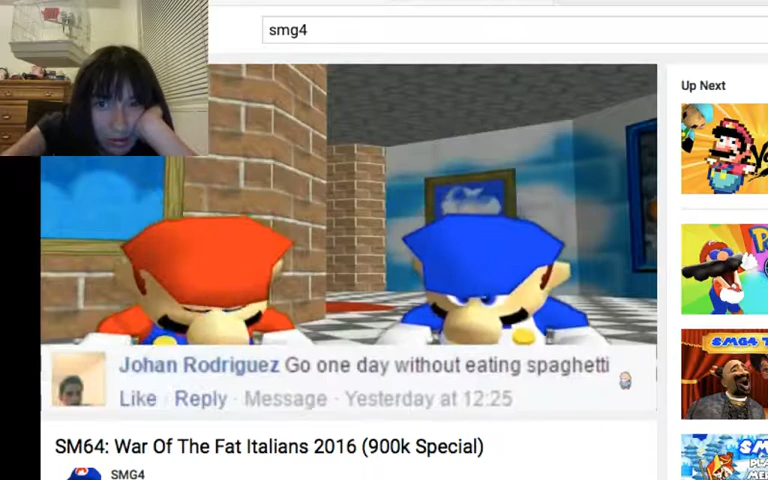 smg4
Up Next
Johan Rodriguez Go one day without eating spaghetti
Like Reply · Message · Yesterday at 12:25
SM64: War Of The Fat Italians 2016 (900k Special)
SMG4
SMG4 T